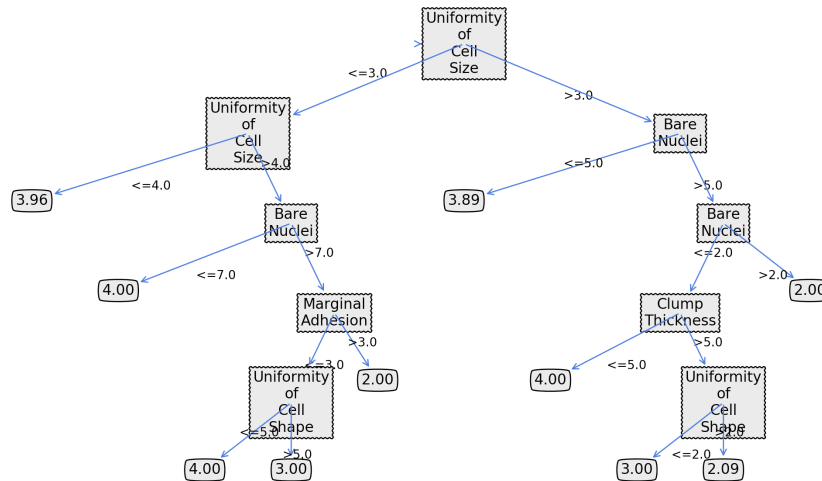 Uniformity
of
Cell
Size
<=3.0
>3.0
Uniformity
of
Cell
Size
Bare
Nuclei
<=4.0
>4.0
<=5.0
>5.0
3.96
Bare
Nuclei
3.89
Bare
Nuclei
<=7.0
>7.0
<=2.0
>2.0
4.00
Marginal
Adhesion
Clump
Thickness
2.00
<=3.0
>3.0
<=5.0
>5.0
Uniformity
of
Cell
Shape
2.00
4.00
Uniformity
of
Cell
Shape
<=5.0
>5.0
<=2.0
>2.0
4.00
3.00
3.00
2.09